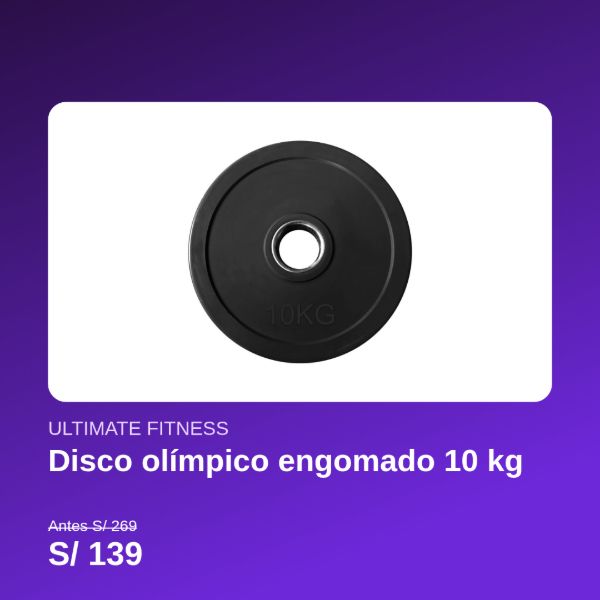 10KG
ULTIMATE FITNESS
Disco olímpico engomado 10 kg
Antes S/ 269
S/ 139